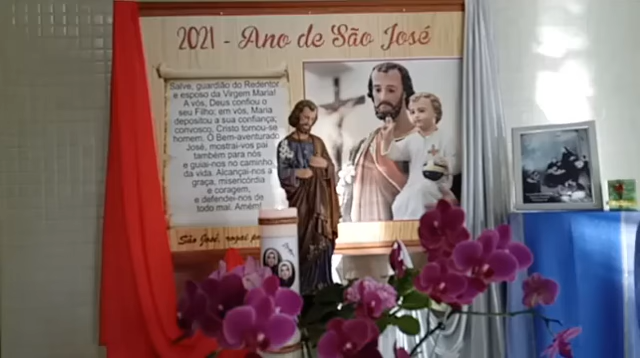 2021 - Ano de São José
Salve, guardião do Redentor
e esposo da Virgem Maria!
A vós, Deus confiou o
seu Filho; em vós, Maria
depositou a sua confiança;
convosco, Cristo tornou-se
homem. Ó Bem-aventurado
José, mostrai-vos pai
também para nós
e guiai-nos no caminho
da vida. Alcançai-nos a
graça, misericórdia
e coragem,
e defendei-nos de
todo mal. Amém!
São José, rogai